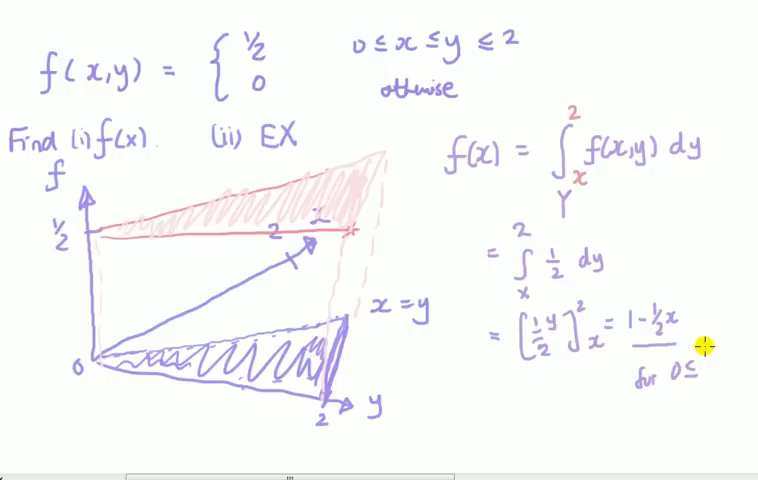 f(x,y) = { 1/2 0 ≤ x ≤ y ≤ 2
0 otherwise
Find (i) f(x). (ii) EX
f(x) = ∫_x^2 f(x,y) dy
Y
= ∫_x^2 1/2 dy
= [1/2 y]_x^2 = 1 - 1/2 x
for 0 ≤
f
1/2
2 x
x = y
0
2 y